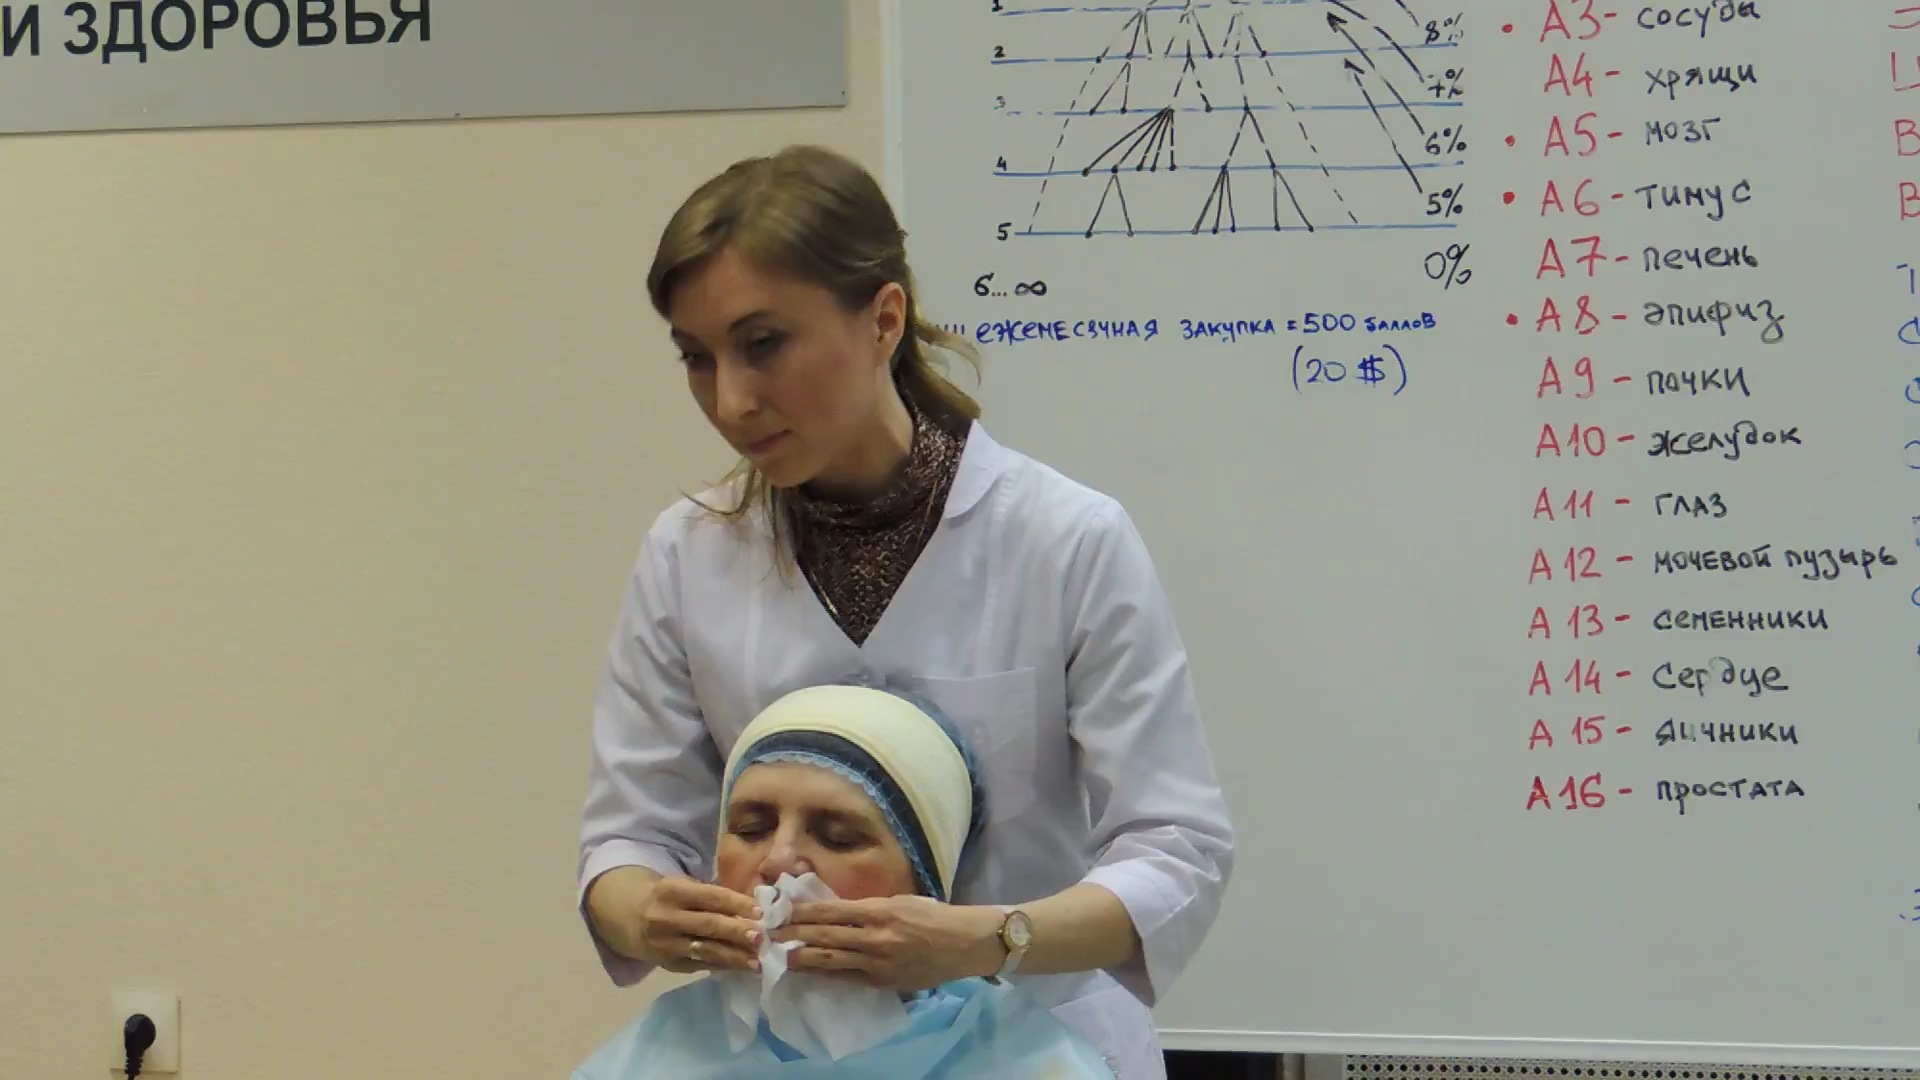 И ЗДОРОВЬЯ
1
2
3
4
5
6...∞
8%
7%
6%
5%
0%
ежемесячная закупка = 500 баллов
(20 $)
• А3 - сосуды
А4 - хрящи
• А5 - мозг
• А6 - тимус
А7 - печень
• А8 - эпифиз
А9 - почки
А10 - желудок
А11 - глаз
А12 - мочевой пузырь
А13 - семенники
А14 - сердце
А15 - яичники
А16 - простата